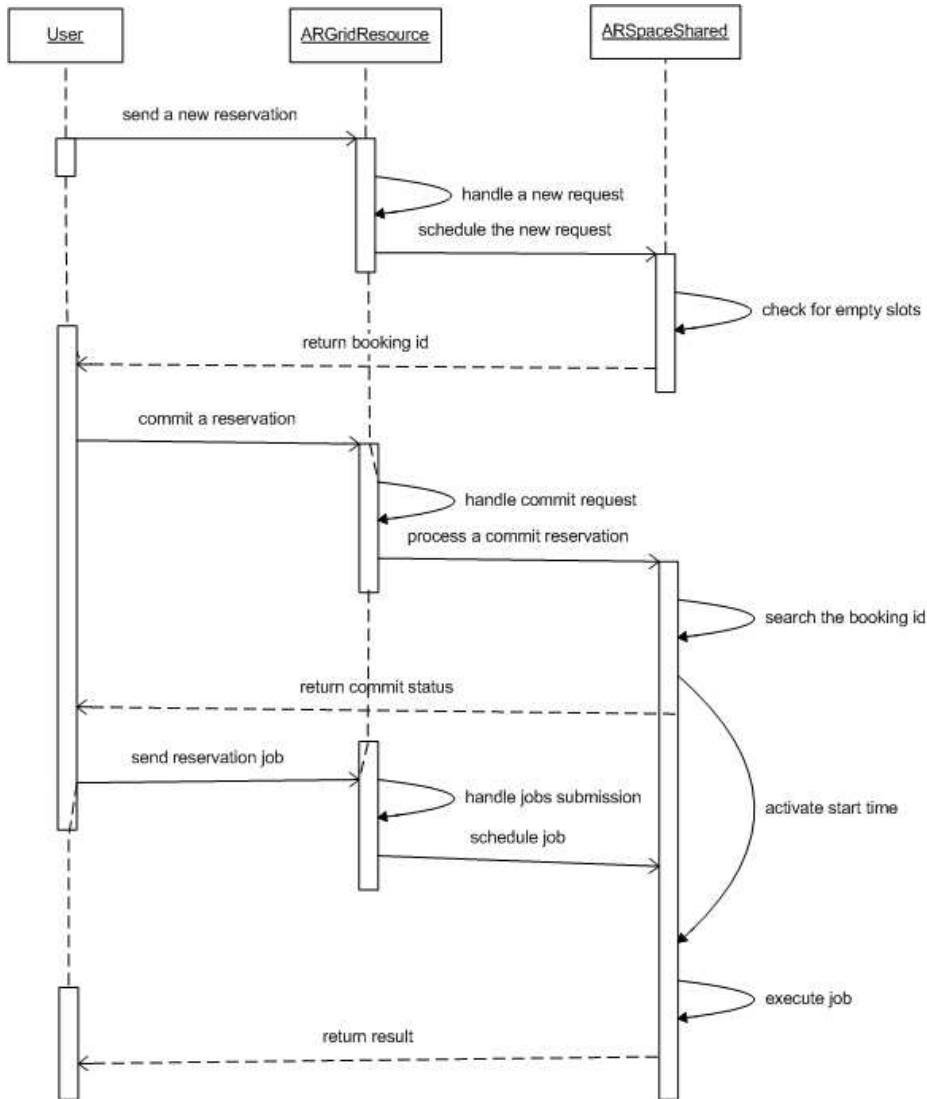 User
ARGridResource
ARSpaceShared
send a new reservation
handle a new request
schedule the new request
check for empty slots
return booking id
commit a reservation
handle commit request
process a commit reservation
search the booking id
return commit status
send reservation job
handle jobs submission
activate start time
schedule job
execute job
return result